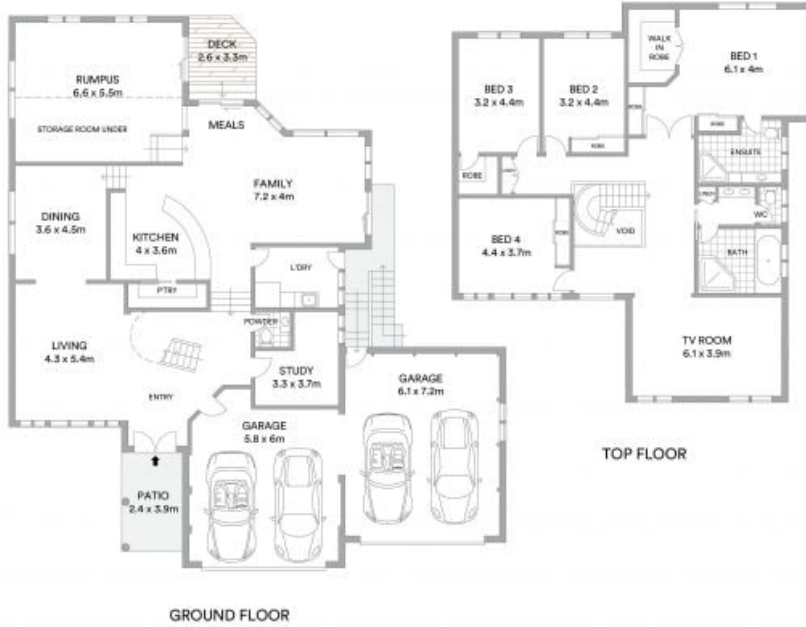 DECK
2.6 x 3.3m
RUMPUS
6.6 x 5.5m
STORAGE ROOM UNDER
MEALS
FAMILY
7.2 x 4m
DINING
3.6 x 4.5m
KITCHEN
4 x 3.6m
L'DRY
PTRY
LIVING
4.3 x 5.4m
POWDER
STUDY
3.3 x 3.7m
ENTRY
GARAGE
5.8 x 6m
GARAGE
6.1 x 7.2m
PATIO
2.4 x 3.9m
GROUND FLOOR
WALK
IN
ROBE
BED 1
6.1 x 4m
BED 3
3.2 x 4.4m
BED 2
3.2 x 4.4m
ROBE
ROBE
ROBE
ENSUITE
ROBE
LINEN
LINEN
WC
BED 4
4.4 x 3.7m
ROBE
VOID
BATH
TV ROOM
6.1 x 3.9m
TOP FLOOR